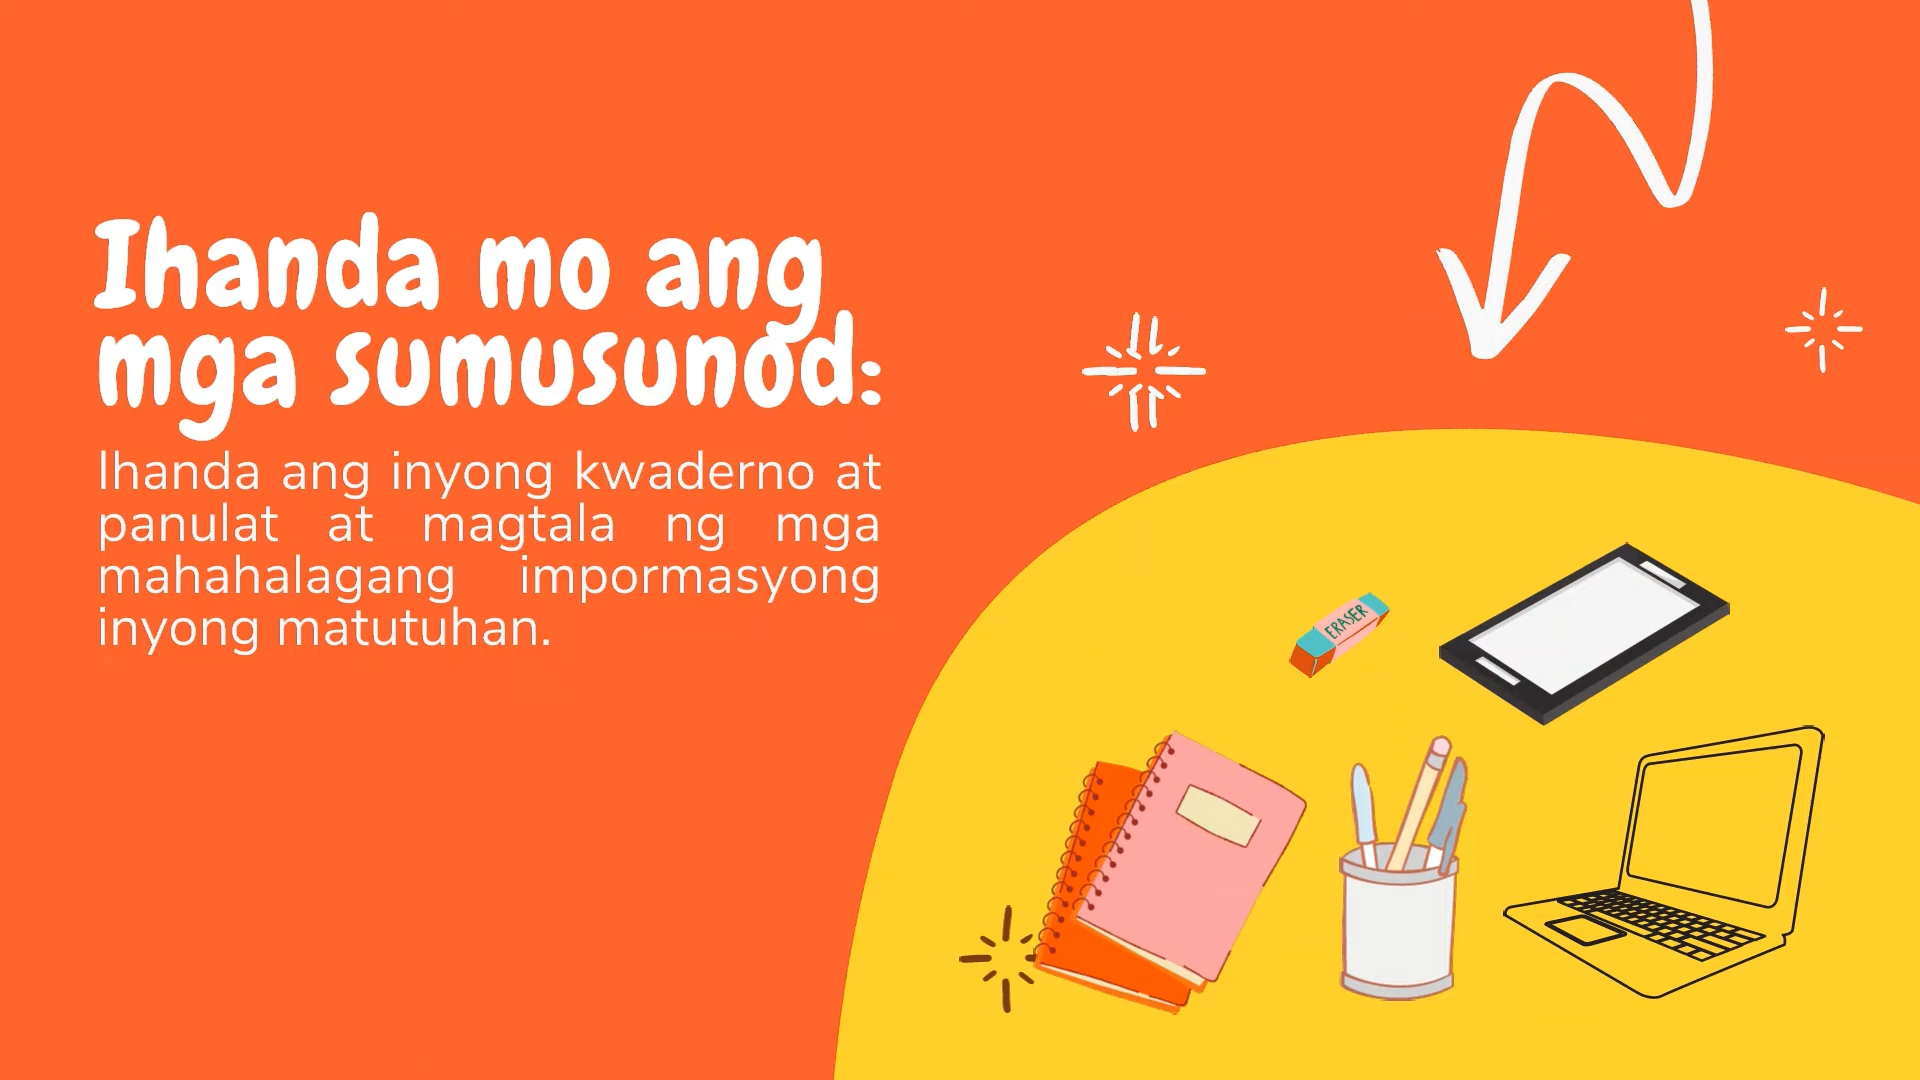 Ihanda mo ang
mga sumusunod:
Ihanda ang inyong kwaderno at
panulat at magtala ng mga
mahahalagang impormasyong
inyong matutuhan.
ERASER